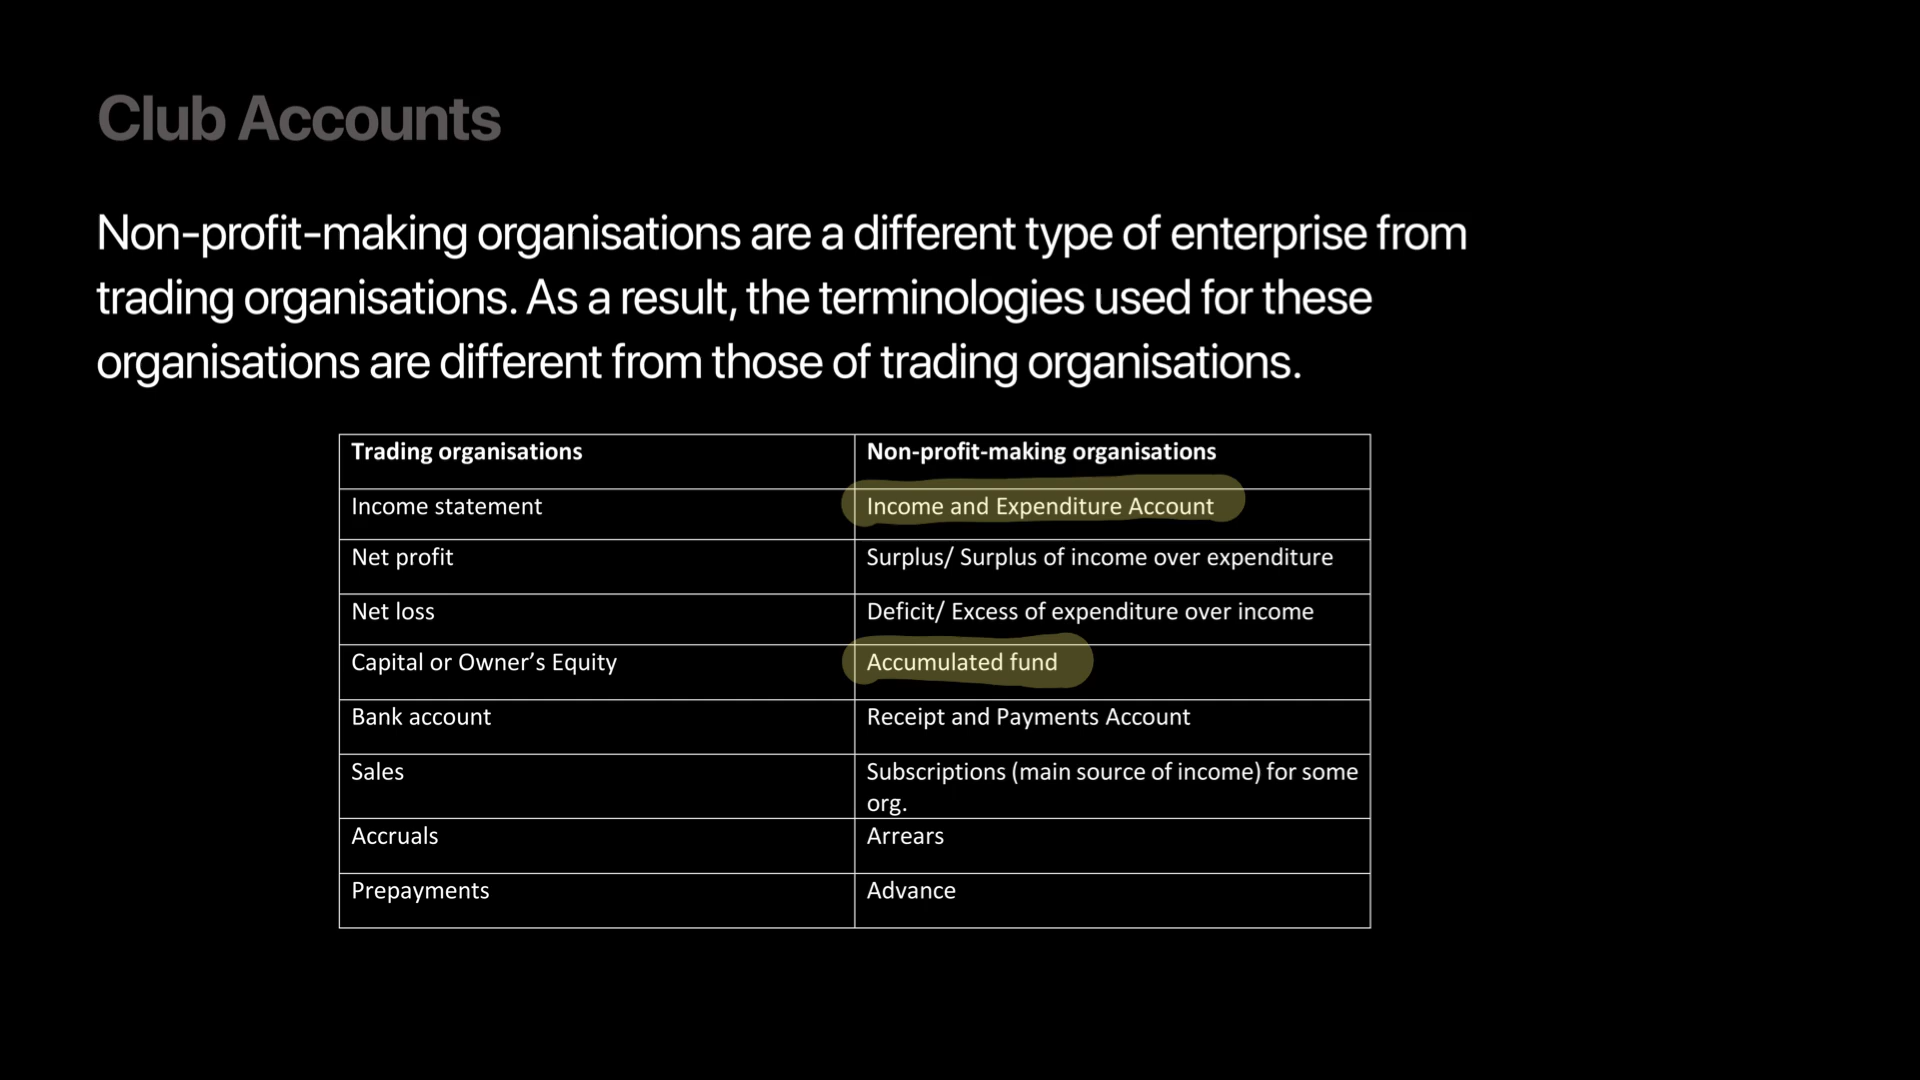 Club Accounts
Non-profit-making organisations are a different type of enterprise from
trading organisations. As a result, the terminologies used for these
organisations are different from those of trading organisations.
Trading organisations
Non-profit-making organisations
Income statement
Income and Expenditure Account
Net profit
Surplus/ Surplus of income over expenditure
Net loss
Deficit/ Excess of expenditure over income
Capital or Owner’s Equity
Accumulated fund
Bank account
Receipt and Payments Account
Sales
Subscriptions (main source of income) for some
org.
Accruals
Arrears
Prepayments
Advance